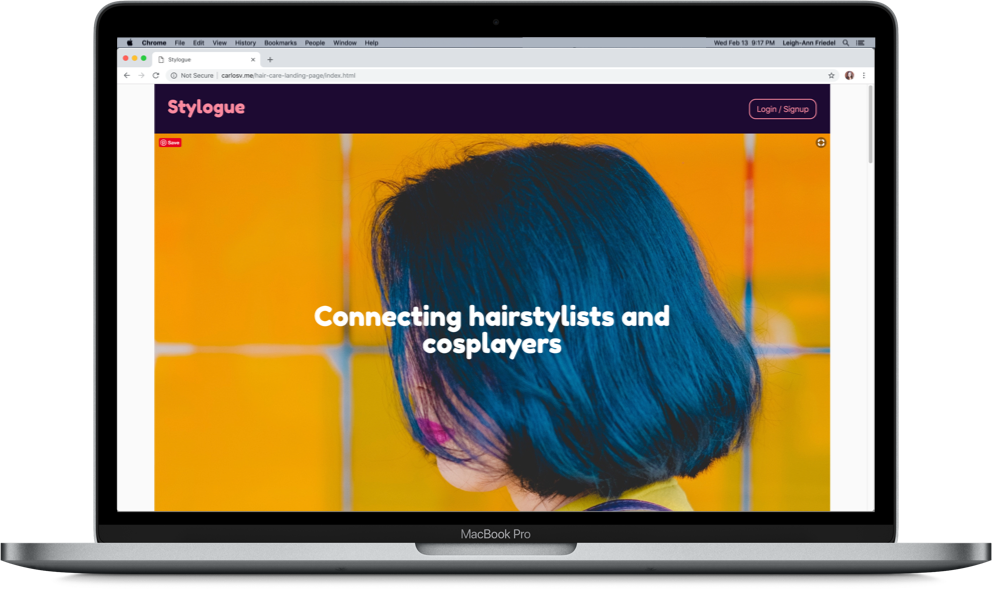 Chrome File Edit View History Bookmarks People Window Help Wed Feb 13 9:17 PM Leigh-Ann Friedel
Stylogue
Not Secure | carlosv.me/hair-care-landing-page/index.html
Stylogue Login / Signup
Save
Connecting hairstylists and
cosplayers
MacBook Pro